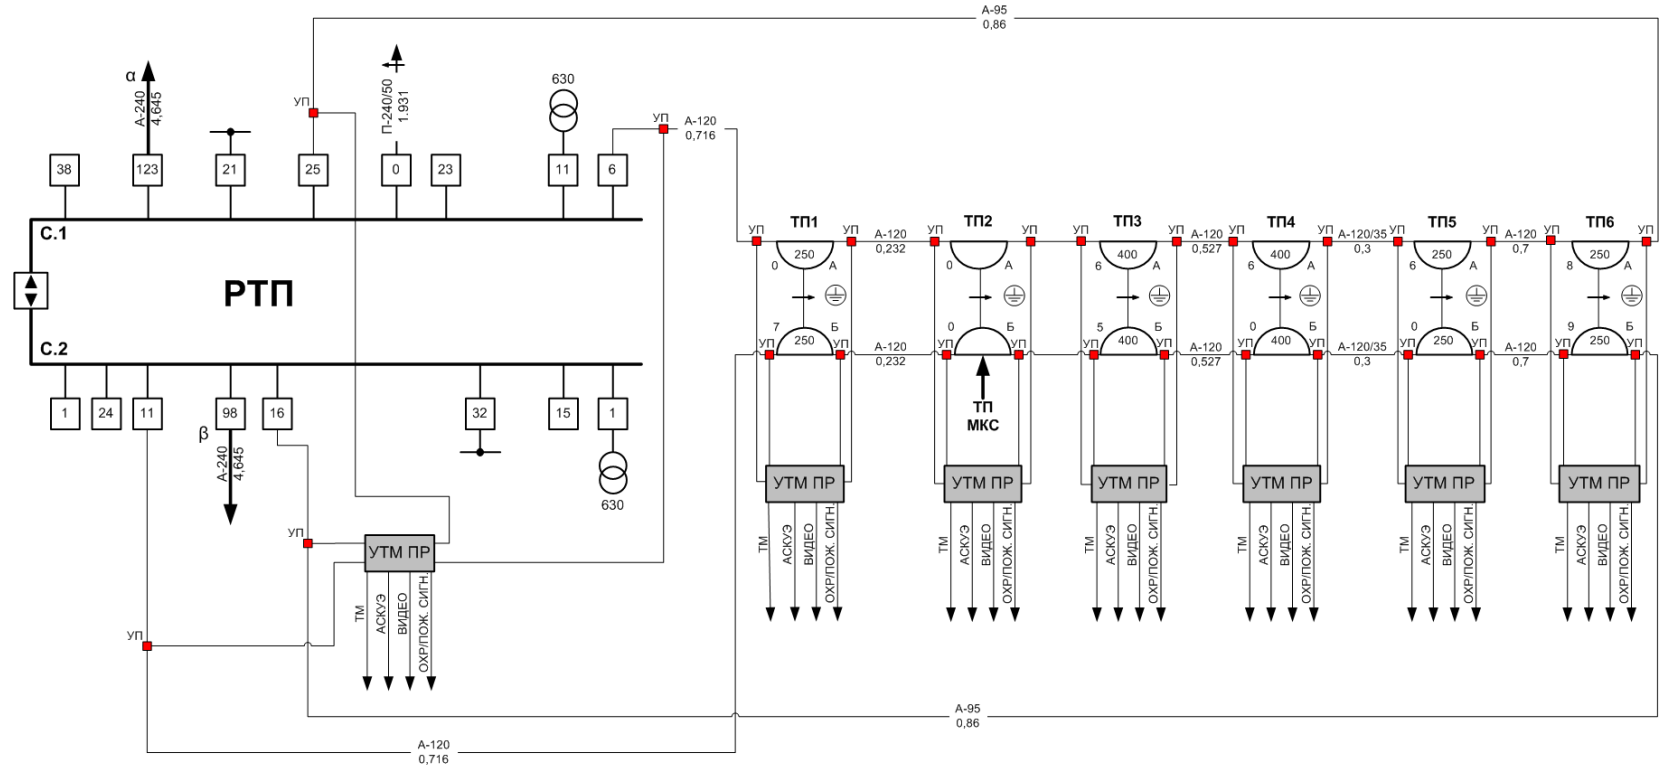 А-95
0,86
α
А-240
4,645
УП
П-240/50
1.931
630
УП
А-120
0,716
38
123
21
25
0
23
11
6
С.1
РТП
С.2
1
24
11
98
16
32
15
1
β
А-240
4,645
630
УП
УТМ ПР
ТМ
АСКУЭ
ВИДЕО
ОХР/ПОЖ. СИГН.
УП
А-120
0,716
А-95
0,86
ТП1
УП
УП
250
0
А
7
Б
250
УП
УП
А-120
0,232
А-120
0,232
ТП2
УП
УП
0
А
0
Б
УП
УП
ТП
МКС
ТП3
УП
УП
400
6
А
5
Б
400
УП
УП
А-120
0,527
А-120
0,527
ТП4
УП
УП
400
6
А
0
Б
400
УП
УП
А-120/35
0,3
А-120/35
0,3
ТП5
УП
УП
250
6
А
0
Б
250
УП
УП
А-120
0,7
А-120
0,7
ТП6
УП
УП
250
8
А
9
Б
250
УП
УП
УТМ ПР
ТМ
АСКУЭ
ВИДЕО
ОХР/ПОЖ. СИГН.
УТМ ПР
ТМ
АСКУЭ
ВИДЕО
ОХР/ПОЖ. СИГН.
УТМ ПР
ТМ
АСКУЭ
ВИДЕО
ОХР/ПОЖ. СИГН.
УТМ ПР
ТМ
АСКУЭ
ВИДЕО
ОХР/ПОЖ. СИГН.
УТМ ПР
ТМ
АСКУЭ
ВИДЕО
ОХР/ПОЖ. СИГН.
УТМ ПР
ТМ
АСКУЭ
ВИДЕО
ОХР/ПОЖ. СИГН.